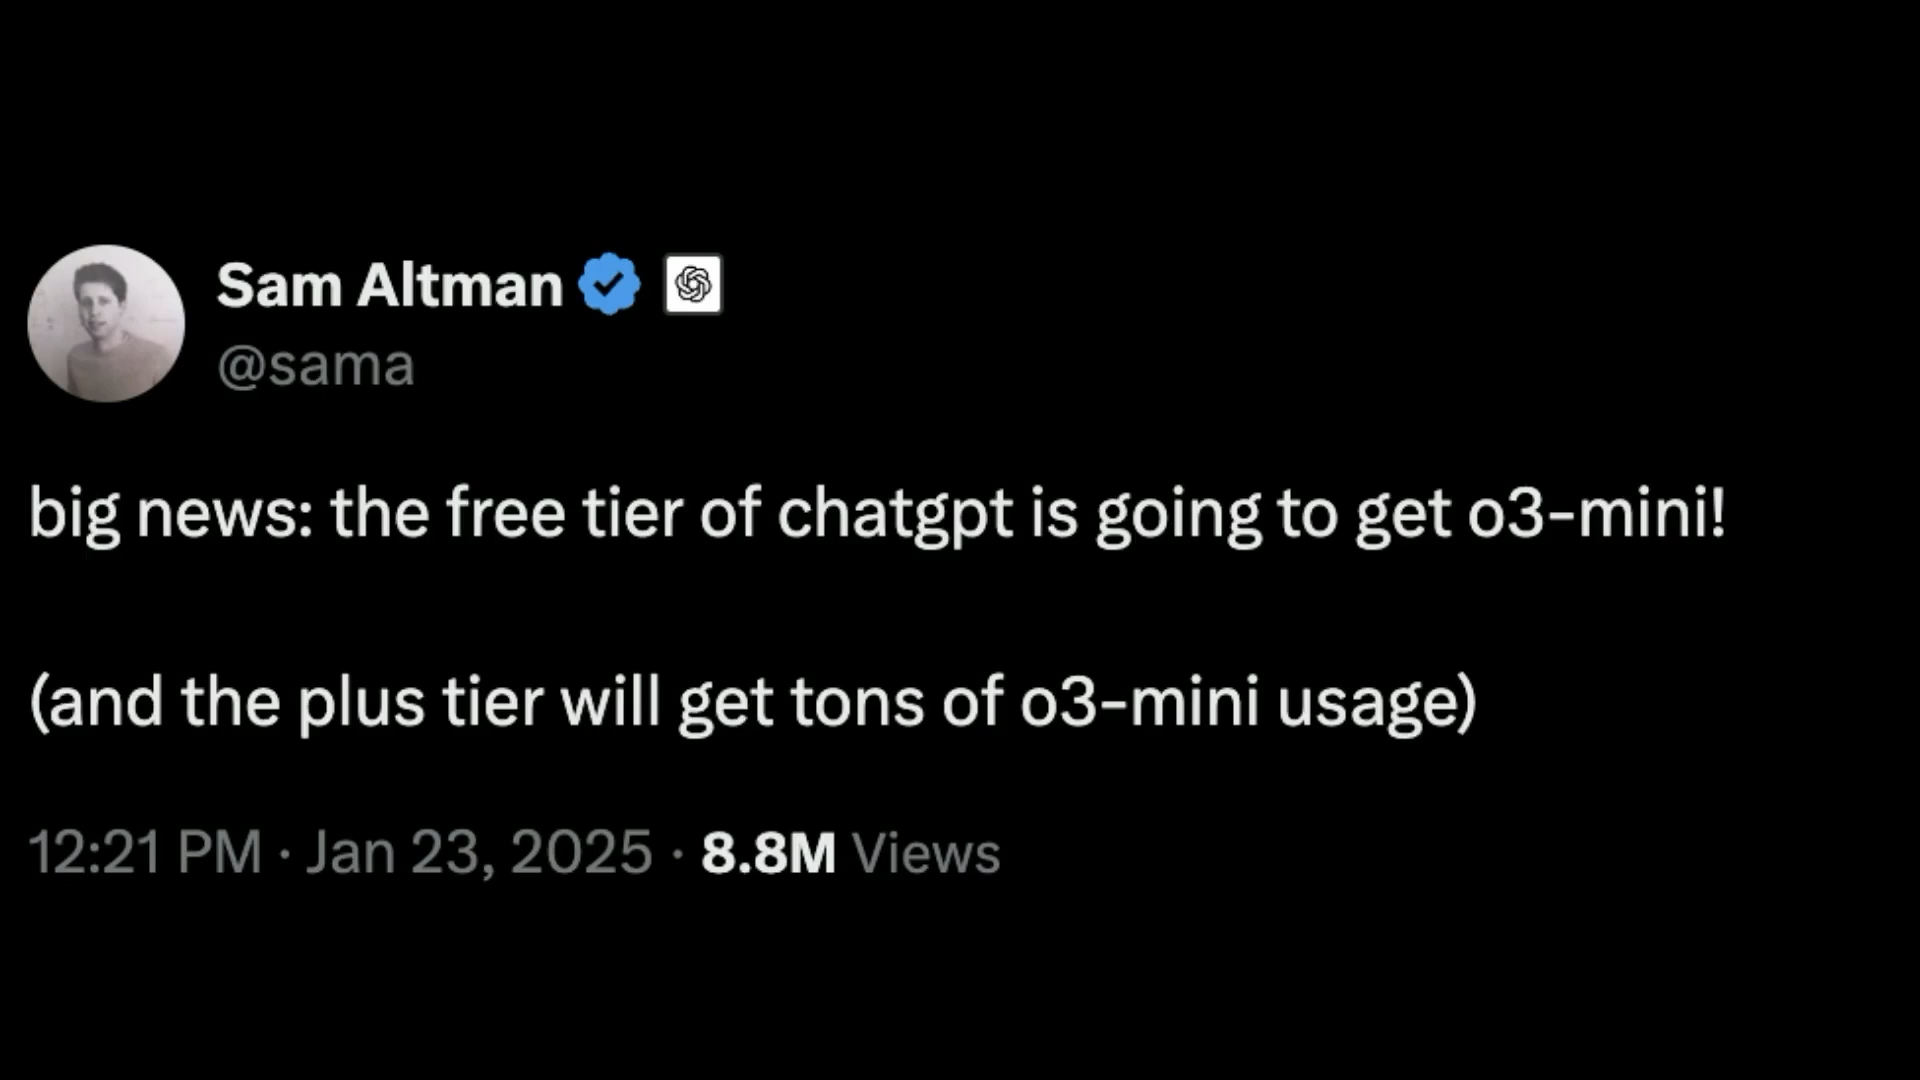 Sam Altman
@sama
big news: the free tier of chatgpt is going to get o3-mini!
(and the plus tier will get tons of o3-mini usage)
12:21 PM · Jan 23, 2025 · 8.8M Views